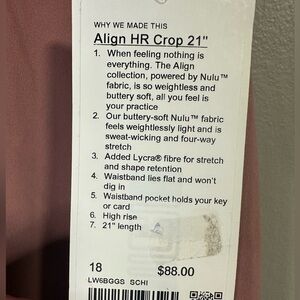 WHY WE MADE THIS
Align HR Crop 21"
1. When feeling nothing is
everything. The Align
collection, powered by Nulu™
fabric, is so weightless and
buttery soft, all you feel is
your practice
2. Our buttery-soft Nulu™ fabric
feels weightlessly light and is
sweat-wicking and four-way
stretch
3. Added Lycra® fibre for stretch
and shape retention
4. Waistband lies flat and won't
dig in
5. Waistband pocket holds your key
or card
6. High rise
7. 21" length
18 $88.00
LW6BGGS SCHI